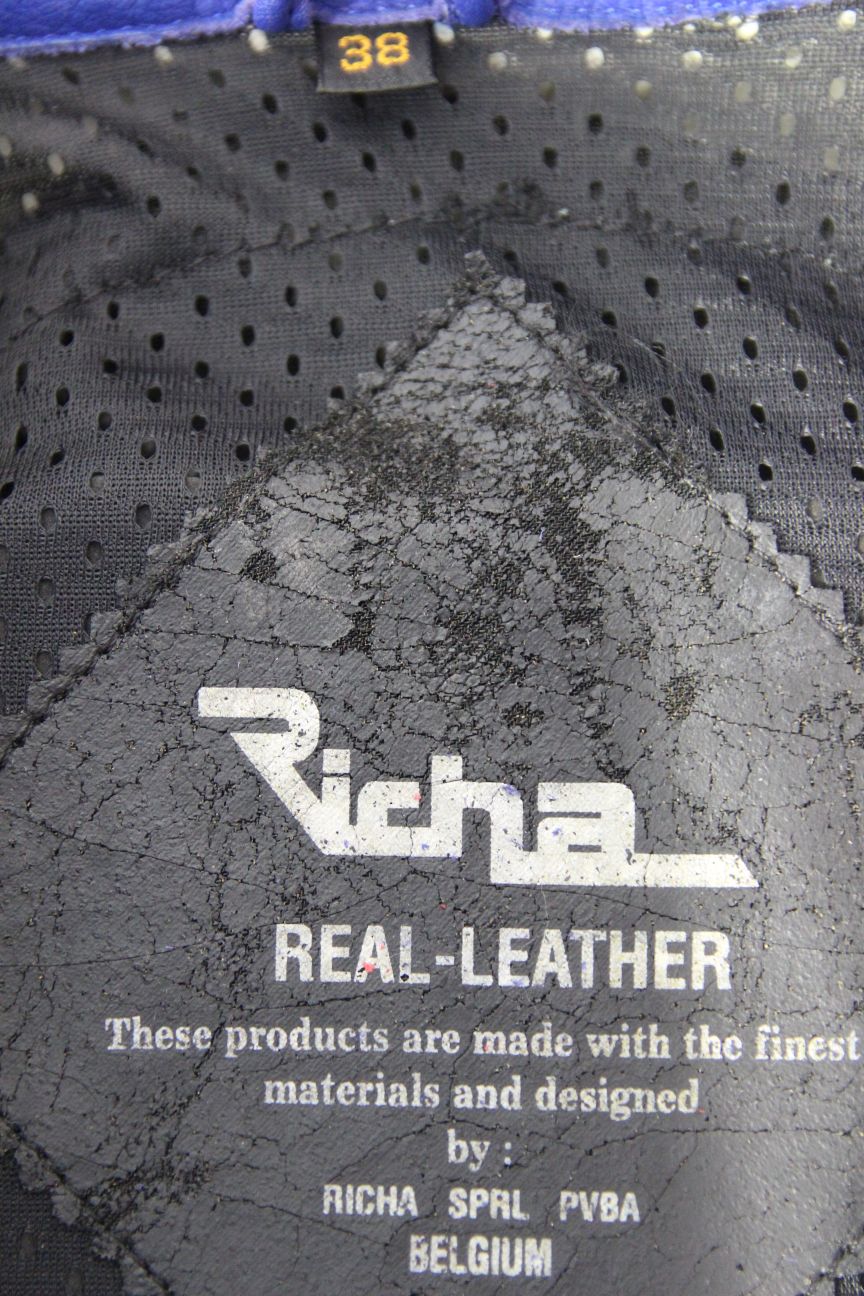 38
Richa
REAL-LEATHER
These products are made with the finest
materials and designed
by :
RICHA SPRL PVBA
BELGIUM